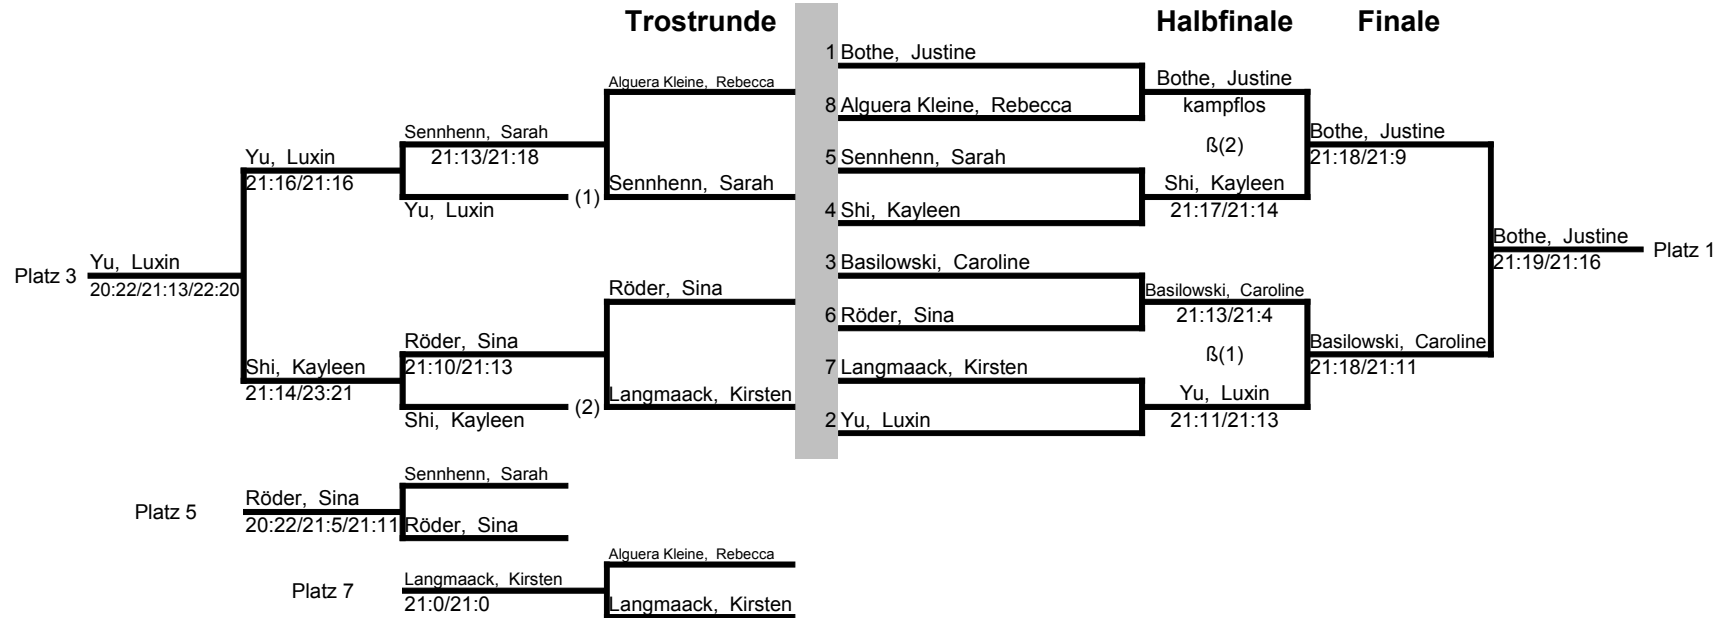 Trostrunde
Halbfinale
Finale
1 Bothe, Justine
Alguera Kleine, Rebecca
Bothe, Justine
8 Alguera Kleine, Rebecca
kampflos
Sennhenn, Sarah
Bothe, Justine
21:13/21:18
ß(2)
Yu, Luxin
5 Sennhenn, Sarah
21:18/21:9
21:16/21:16
Sennhenn, Sarah
Shi, Kayleen
(1)
Yu, Luxin
4 Shi, Kayleen
21:17/21:14
Bothe, Justine
Platz 1
Yu, Luxin
3 Basilowski, Caroline
21:19/21:16
Platz 3
20:22/21:13/22:20
Röder, Sina
Basilowski, Caroline
6 Röder, Sina
21:13/21:4
Röder, Sina
Basilowski, Caroline
ß(1)
Shi, Kayleen
21:10/21:13
7 Langmaack, Kirsten
21:18/21:11
21:14/23:21
Langmaack, Kirsten
Yu, Luxin
(2)
Shi, Kayleen
2 Yu, Luxin
21:11/21:13
Sennhenn, Sarah
Röder, Sina
Platz 5
20:22/21:5/21:11
Röder, Sina
Alguera Kleine, Rebecca
Langmaack, Kirsten
Platz 7
21:0/21:0
Langmaack, Kirsten